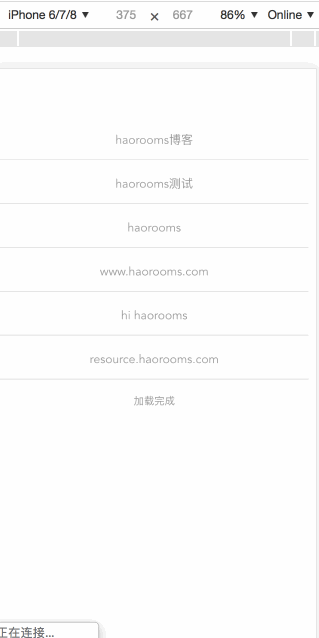 iPhone 6/7/8 ▼ 375 × 667 86% ▼ Online ▼
haorooms博客
haorooms测试
haorooms
www.haorooms.com
hi haorooms
resource.haorooms.com
加载完成
正在连接...